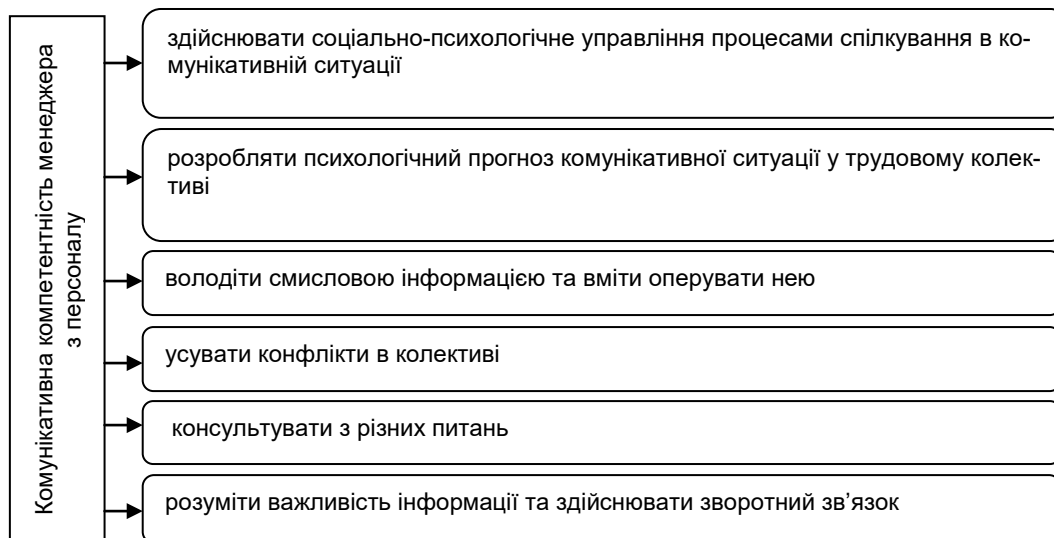 Комунікативна компетентність менеджера
з персоналу
здійснювати соціально-психологічне управління процесами спілкування в ко-
мунікативній ситуації
розробляти психологічний прогноз комунікативної ситуації у трудовому колек-
тиві
володіти смисловою інформацією та вміти оперувати нею
усувати конфлікти в колективі
консультувати з різних питань
розуміти важливість інформації та здійснювати зворотний зв’язок